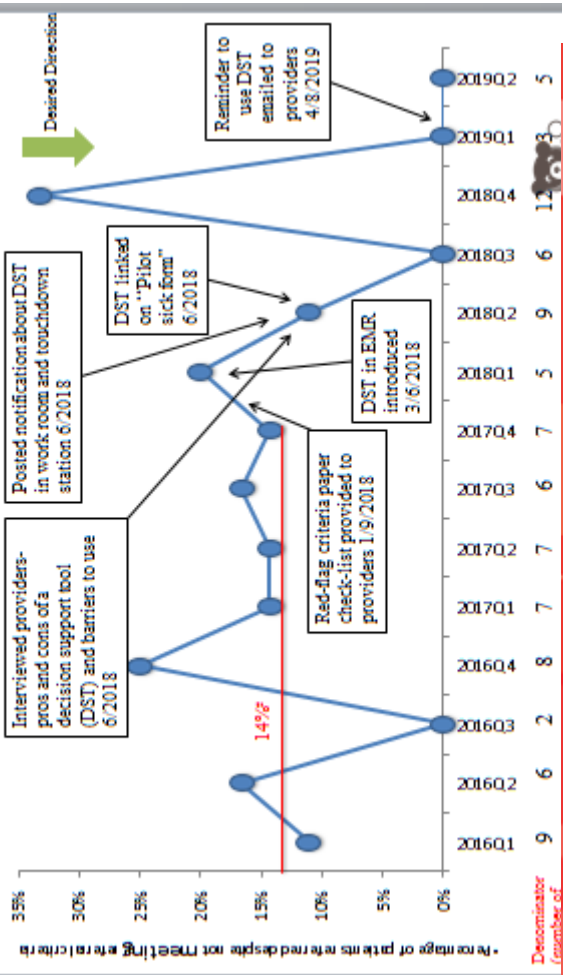 Interviewed providers-
pros and cons of a
decision support tool
(DST) and barriers to use
6/2018
Posted notification about DST
in work room and touchdown
station 6/2018
DST linked
on “Pilot
sick form”
6/2018
Reminder to
use DST
emailed to
providers
4/8/2019
Desired Direction
Red-flag criteria paper
check-list provided to
providers 1/9/2018
DST in EMR
introduced
3/6/2018
14%
35%
30%
25%
20%
15%
10%
5%
0%
*Percentage of patients referred despite not meeting referral criteria
2016Q1 2016Q2 2016Q3 2016Q4 2017Q1 2017Q2 2017Q3 2017Q4 2018Q1 2018Q2 2018Q3 2018Q4 2019Q1 2019Q2
Denominator 9 6 2 8 7 7 6 7 5 9 6 12 3 5
(number of